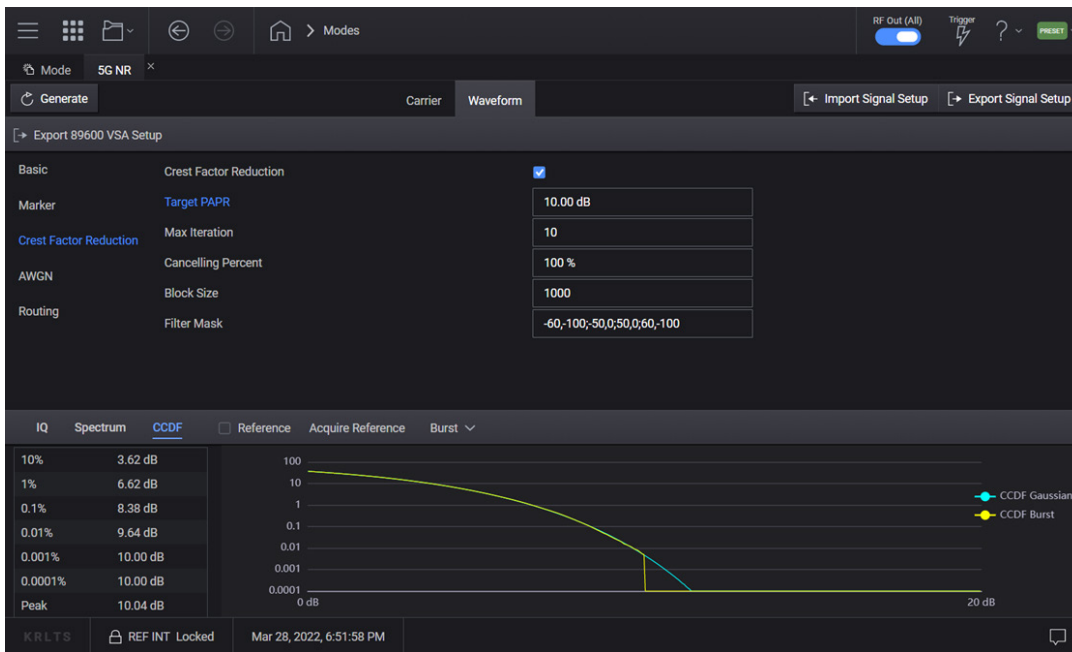 Modes
RF Out (All)
Trigger
PRESET
Mode
5G NR
Generate
Carrier
Waveform
Import Signal Setup
Export Signal Setup
Export 89600 VSA Setup
Basic
Marker
Crest Factor Reduction
AWGN
Routing
Crest Factor Reduction
Target PAPR 10.00 dB
Max Iteration 10
Cancelling Percent 100 %
Block Size 1000
Filter Mask -60,-100;-50,0;50,0;60,-100
IQ Spectrum CCDF Reference Acquire Reference Burst
10% 3.62 dB
1% 6.62 dB
0.1% 8.38 dB
0.01% 9.64 dB
0.001% 10.00 dB
0.0001% 10.00 dB
Peak 10.04 dB
100
10
1
0.1
0.01
0.001
0.0001
0 dB
20 dB
CCDF Gaussian
CCDF Burst
KRLTS
REF INT Locked
Mar 28, 2022, 6:51:58 PM